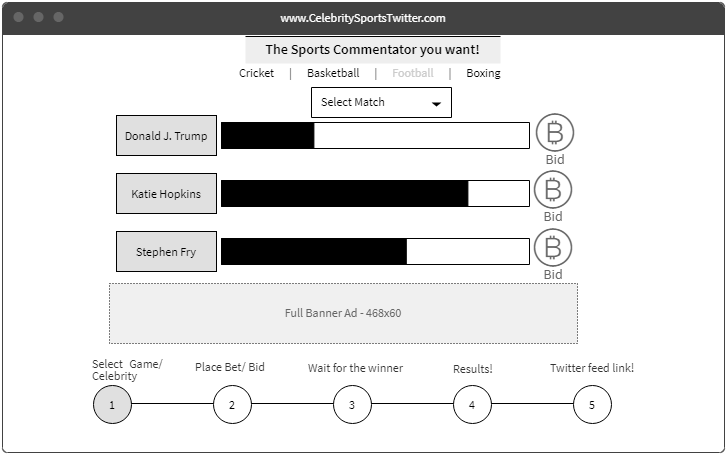 www.CelebritySportsTwitter.com
The Sports Commentator you want!
Cricket | Basketball | Football | Boxing
Select Match
Donald J. Trump
Bid
Katie Hopkins
Bid
Stephen Fry
Bid
Full Banner Ad - 468x60
Select Game/
Celebrity
Place Bet/ Bid
Wait for the winner
Results!
Twitter feed link!
1 2 3 4 5